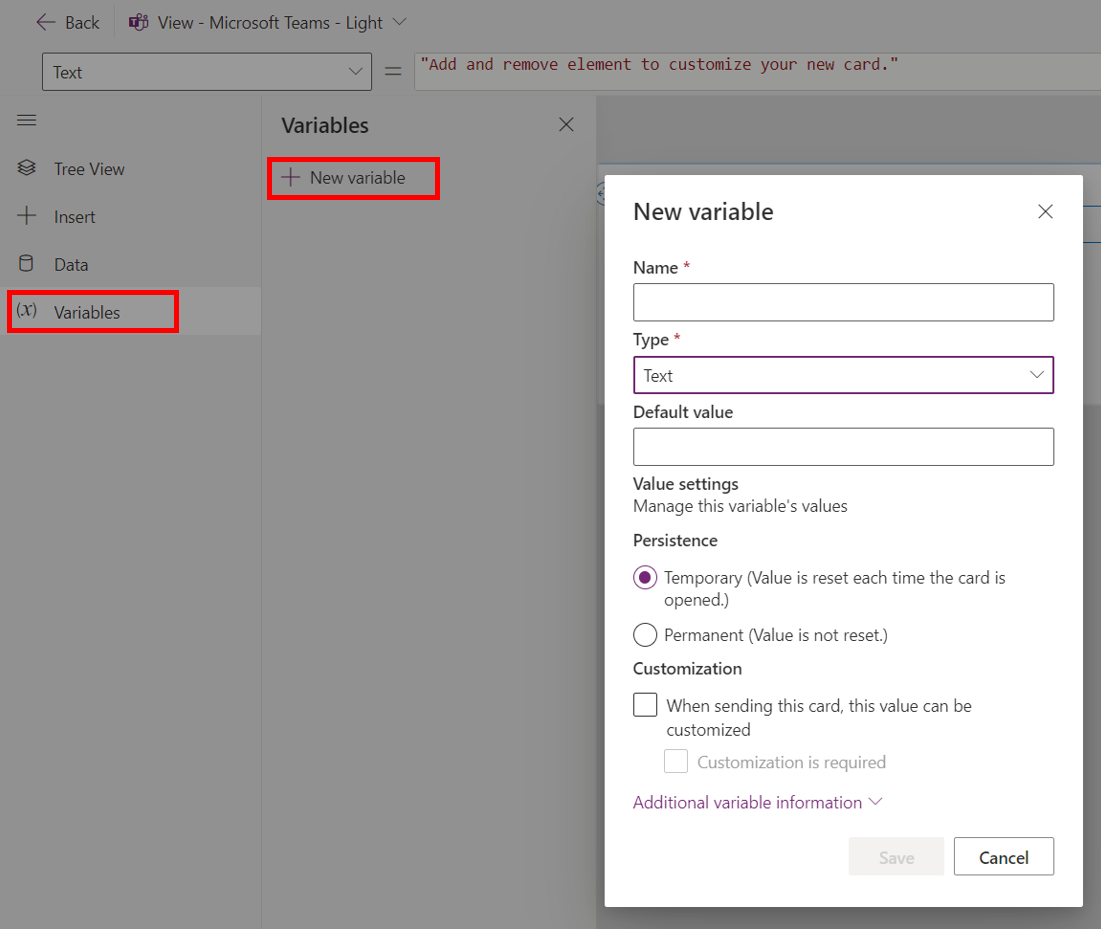 Back
View - Microsoft Teams - Light
Text
=
"Add and remove element to customize your new card."
Tree View
Insert
Data
(x) Variables
Variables
New variable
New variable
Name *
Type *
Text
Default value
Value settings
Manage this variable's values
Persistence
Temporary (Value is reset each time the card is
opened.)
Permanent (Value is not reset.)
Customization
When sending this card, this value can be
customized
Customization is required
Additional variable information
Save
Cancel